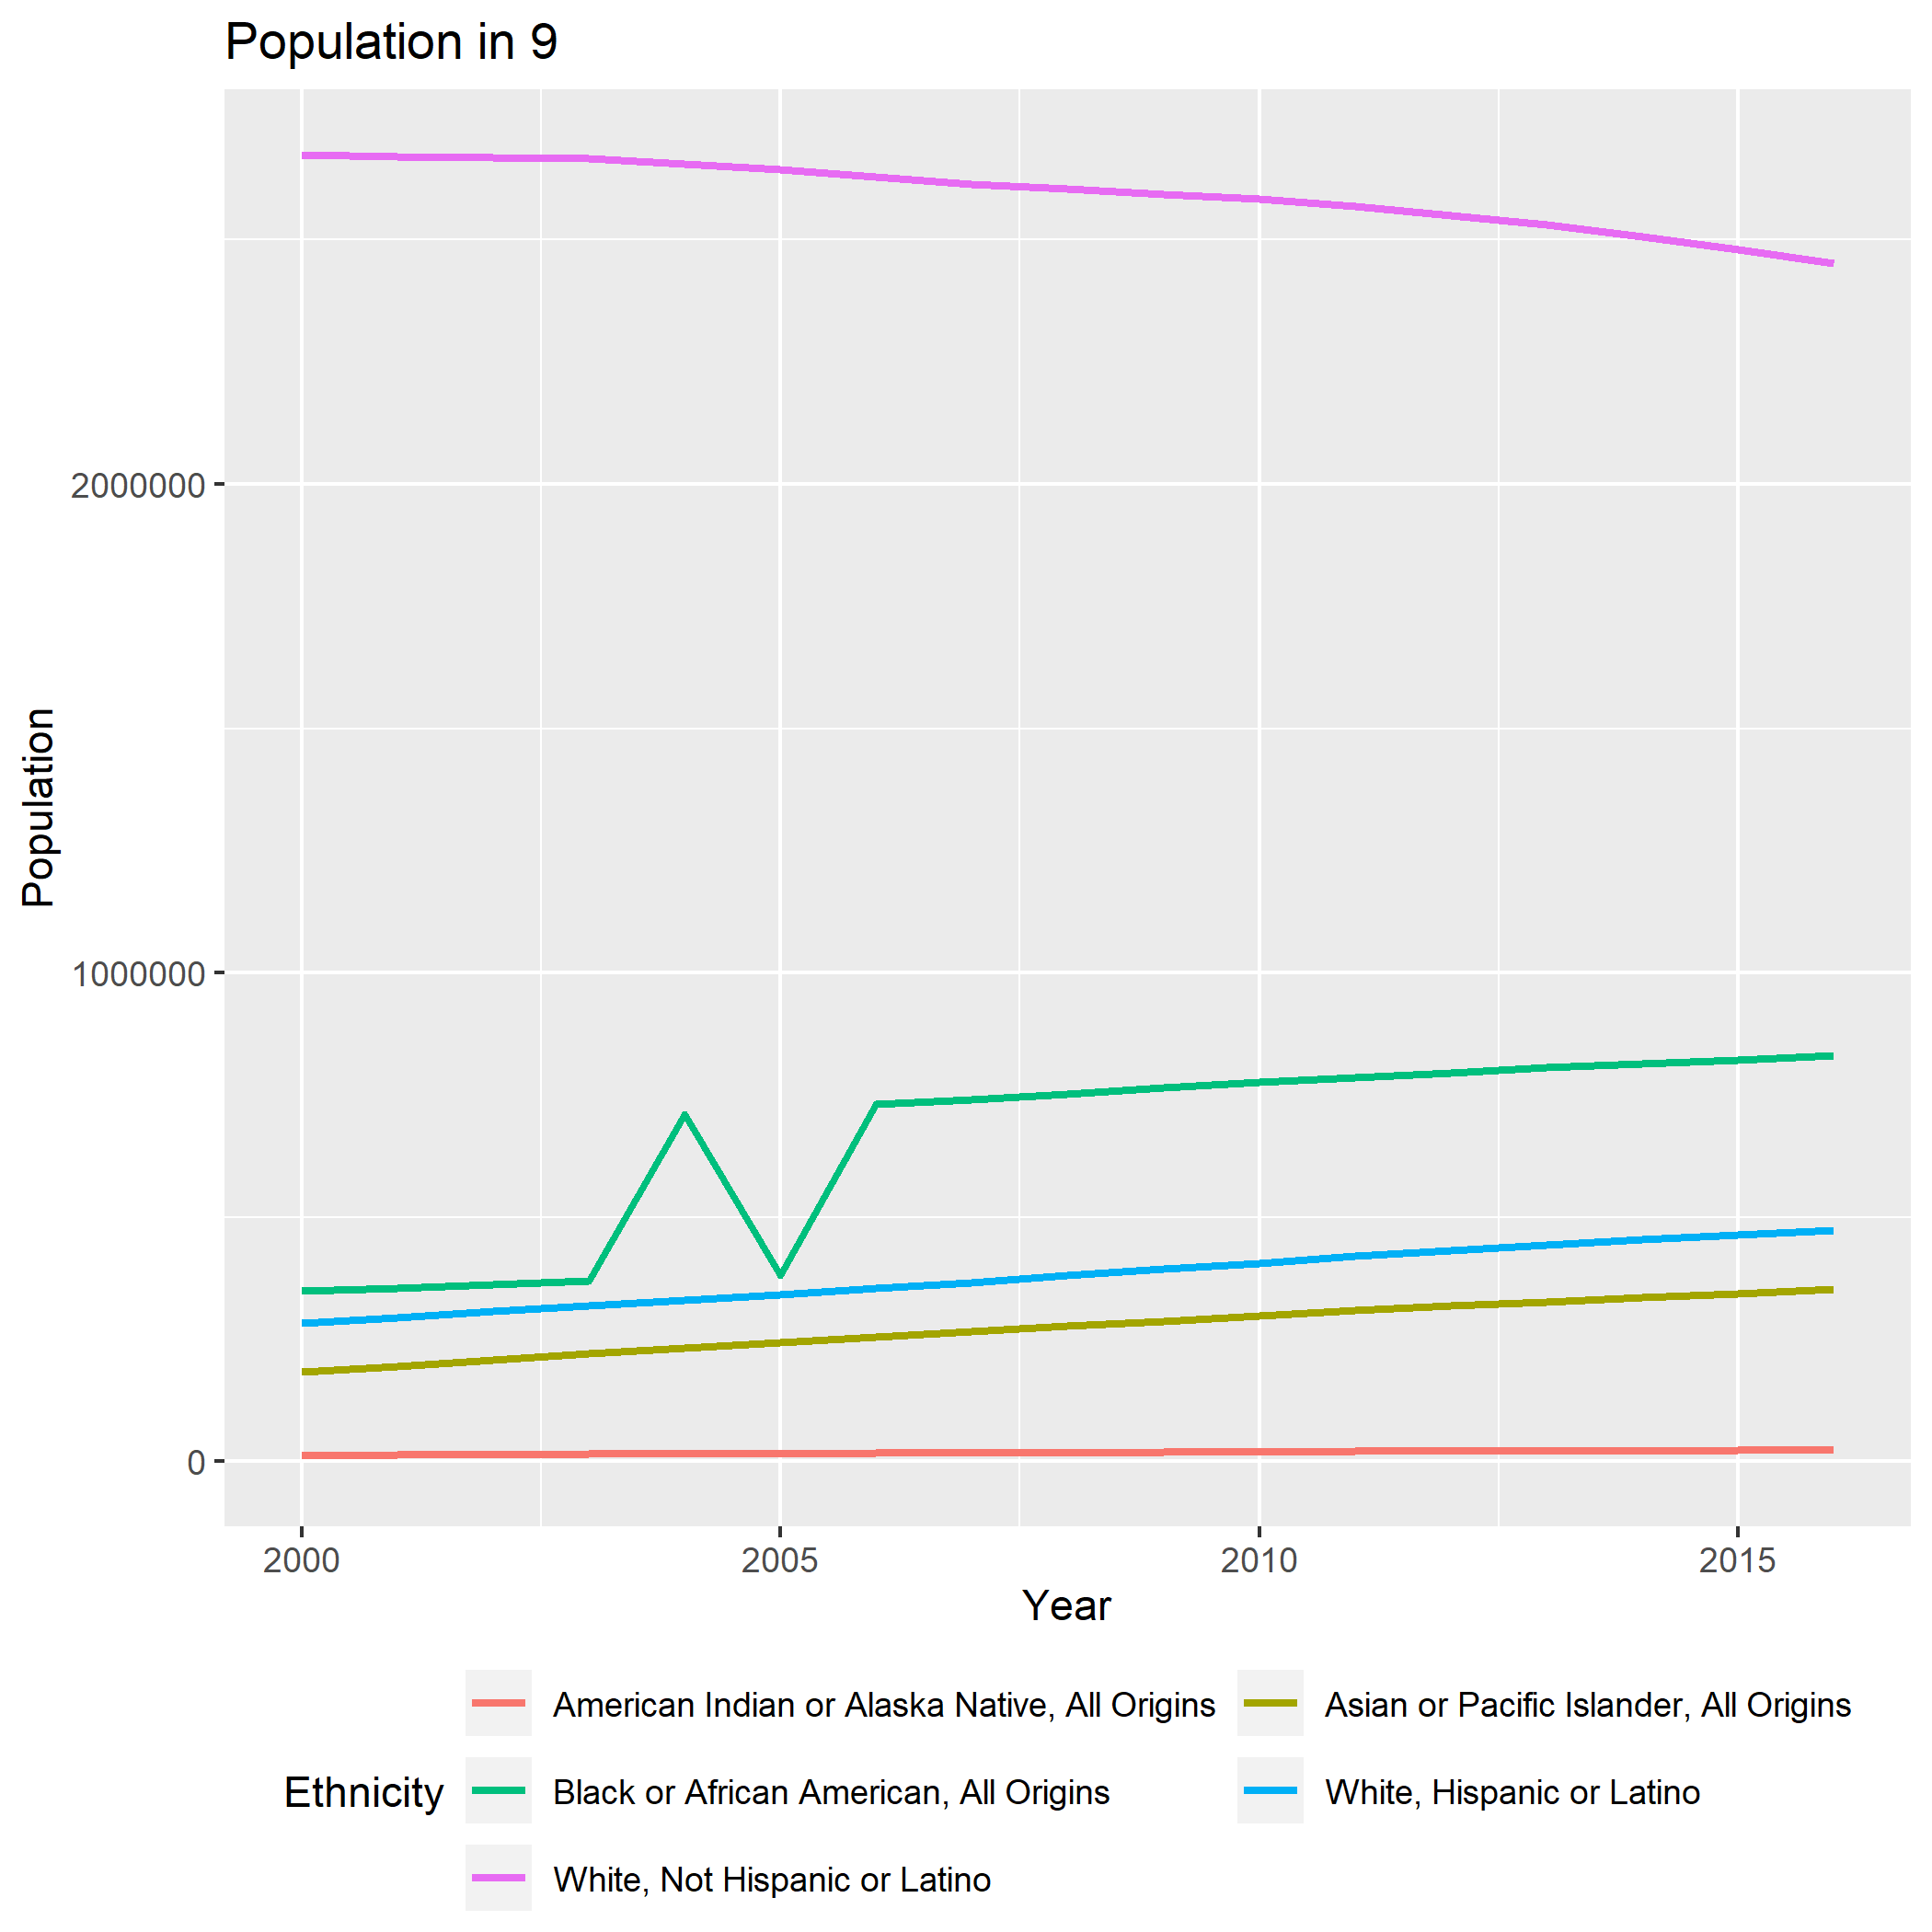 Population in 9
Population
2000000
1000000
0
2000 2005 2010 2015
Year
Ethnicity
American Indian or Alaska Native, All Origins
Asian or Pacific Islander, All Origins
Black or African American, All Origins
White, Hispanic or Latino
White, Not Hispanic or Latino